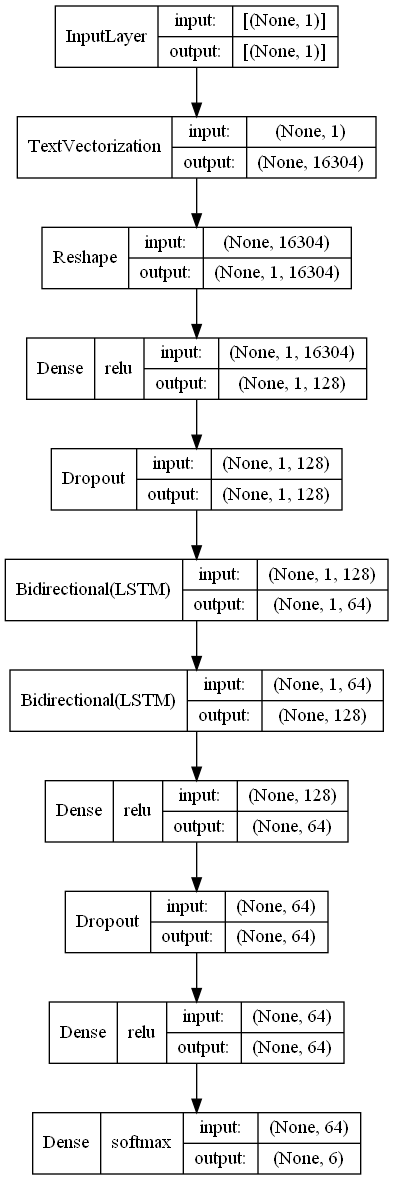 InputLayer input: [(None, 1)]
output: [(None, 1)]
TextVectorization input: (None, 1)
output: (None, 16304)
Reshape input: (None, 16304)
output: (None, 1, 16304)
Dense relu input: (None, 1, 16304)
output: (None, 1, 128)
Dropout input: (None, 1, 128)
output: (None, 1, 128)
Bidirectional(LSTM) input: (None, 1, 128)
output: (None, 1, 64)
Bidirectional(LSTM) input: (None, 1, 64)
output: (None, 128)
Dense relu input: (None, 128)
output: (None, 64)
Dropout input: (None, 64)
output: (None, 64)
Dense relu input: (None, 64)
output: (None, 64)
Dense softmax input: (None, 64)
output: (None, 6)